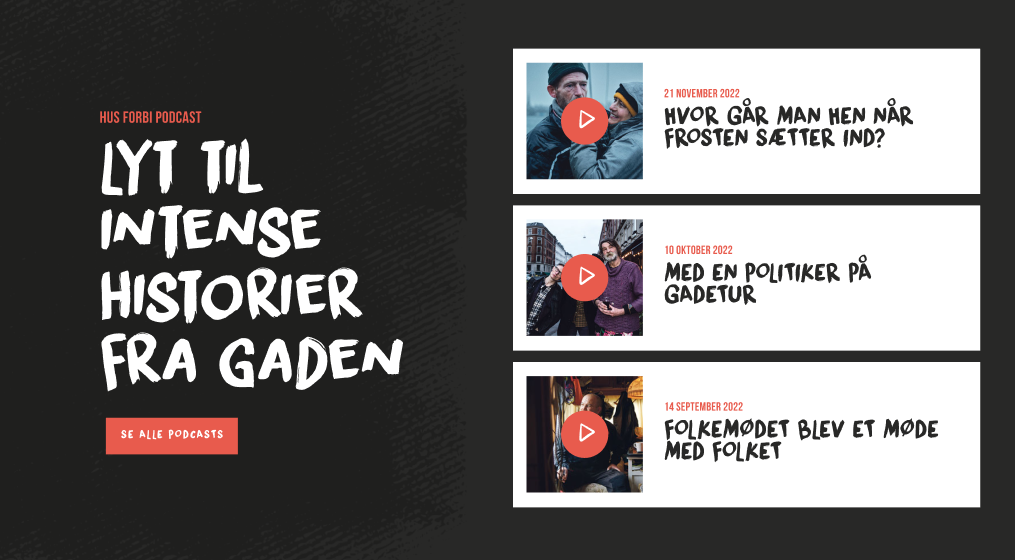 HUS FORBI PODCAST
LYT TIL
INTENSE
HISTORIER
FRA GADEN
SE ALLE PODCASTS
21 NOVEMBER 2022
HVOR GÅR MAN HEN NÅR
FROSTEN SÆTTER IND?
10 OKTOBER 2022
MED EN POLITIKER PÅ
GADETUR
14 SEPTEMBER 2022
FOLKEMØDET BLEV ET MØDE
MED FOLKET